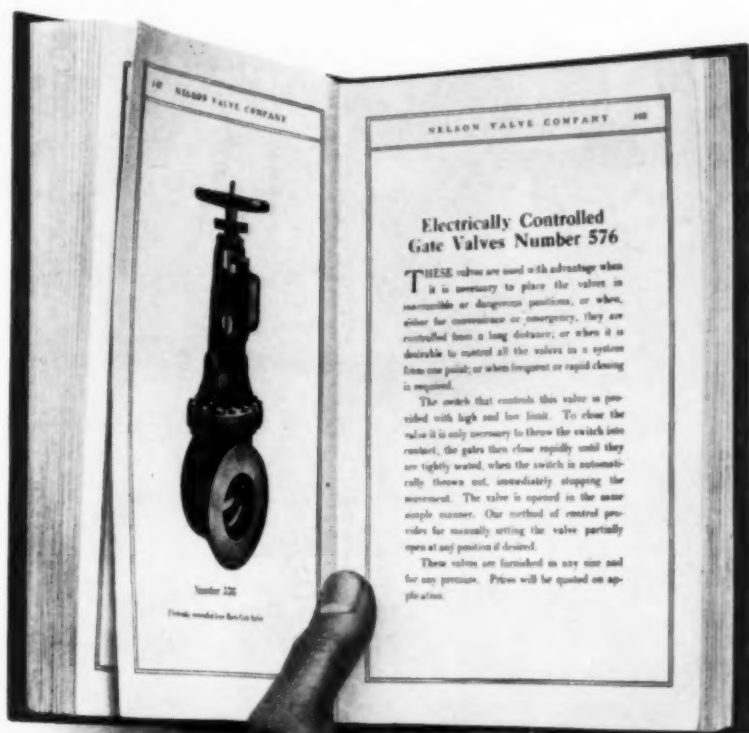 NELSON VALVE COMPANY
Number 576
NELSON VALVE COMPANY
Electrically Controlled
Gate Valves Number 576
THESE valves are used with advantage when
it is necessary to place the valves in
inaccessible or dangerous positions, or when,
either for convenience or emergency, they are
controlled from a long distance; or when it is
desirable to control all the valves in a system
from one point; or when frequent or rapid closing
is required.
The switch that controls this valve is pro-
vided with high and low limit. To close the
valve it is only necessary to throw the switch into
contact, the gates then close rapidly until they
are tightly seated, when the switch is automati-
cally thrown out, immediately stopping the
movement. The valve is opened in the same
simple manner. Our method of control pro-
vides for manually setting the valve partially
open at any position if desired.
These valves are furnished in any size and
for any pressure. Prices will be quoted on ap-
plication.